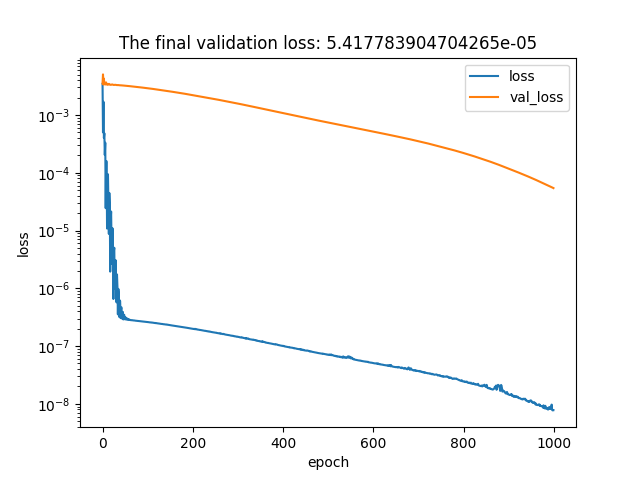 The final validation loss: 5.417783904704265e-05
loss
val_loss
10⁻³
10⁻⁴
10⁻⁵
10⁻⁶
10⁻⁷
10⁻⁸
loss
0 200 400 600 800 1000
epoch